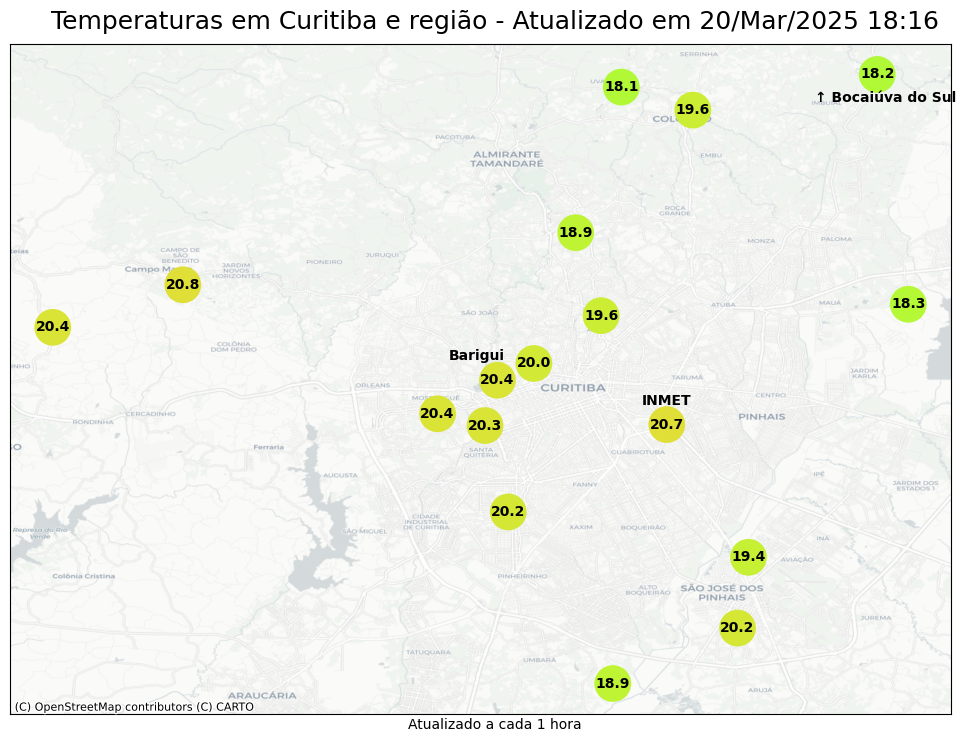 Temperaturas em Curitiba e região - Atualizado em 20/Mar/2025 18:16
SERRINHA
18.2
18.1
↑ Bocaiúva do Sul
19.6
PACOTUBA
ALMIRANTE
TAMANDARÉ
EMBU
ROÇA
GRANDE
18.9
MONZA
PALOMA
CAMPO DE
SÃO
BENEDITO
JURUQUI
PIONEIRO
JARDIM
NOVOS
HORIZONTES
20.8
18.3
MAUÁ
ATUBA
SÃO JOÃO
19.6
20.4
COLÔNIA
DOM PEDRO
Barigui
20.0
20.4
CURITIBA
TARUMÃ
JARDIM
KARLA
ORLEANS
CENTRO
INMET
20.4
20.3
20.7
PINHAIS
CERCADINHO
RONDINHA
Ferraria
SANTA
QUITÉRIA
GUABIROTUBA
AUGUSTA
IPÊ
FANNY
JARDIM DOS
ESTADOS I
20.2
CIDADE
INDUSTRIAL
DE CURITIBA
XAXIM
BOQUEIRÃO
SÃO MIGUEL
Represa do Rio
Verde
INÁ
19.4
AVIAÇÃO
Colônia Cristina
PINHEIRINHO
ALTO
BOQUEIRÃO
SÃO JOSÉ DOS
PINHAIS
JUREMA
20.2
TATUQUARA
UMBARÁ
18.9
ARUJÁ
ARAUCÁRIA
(C) OpenStreetMap contributors (C) CARTO
Atualizado a cada 1 hora